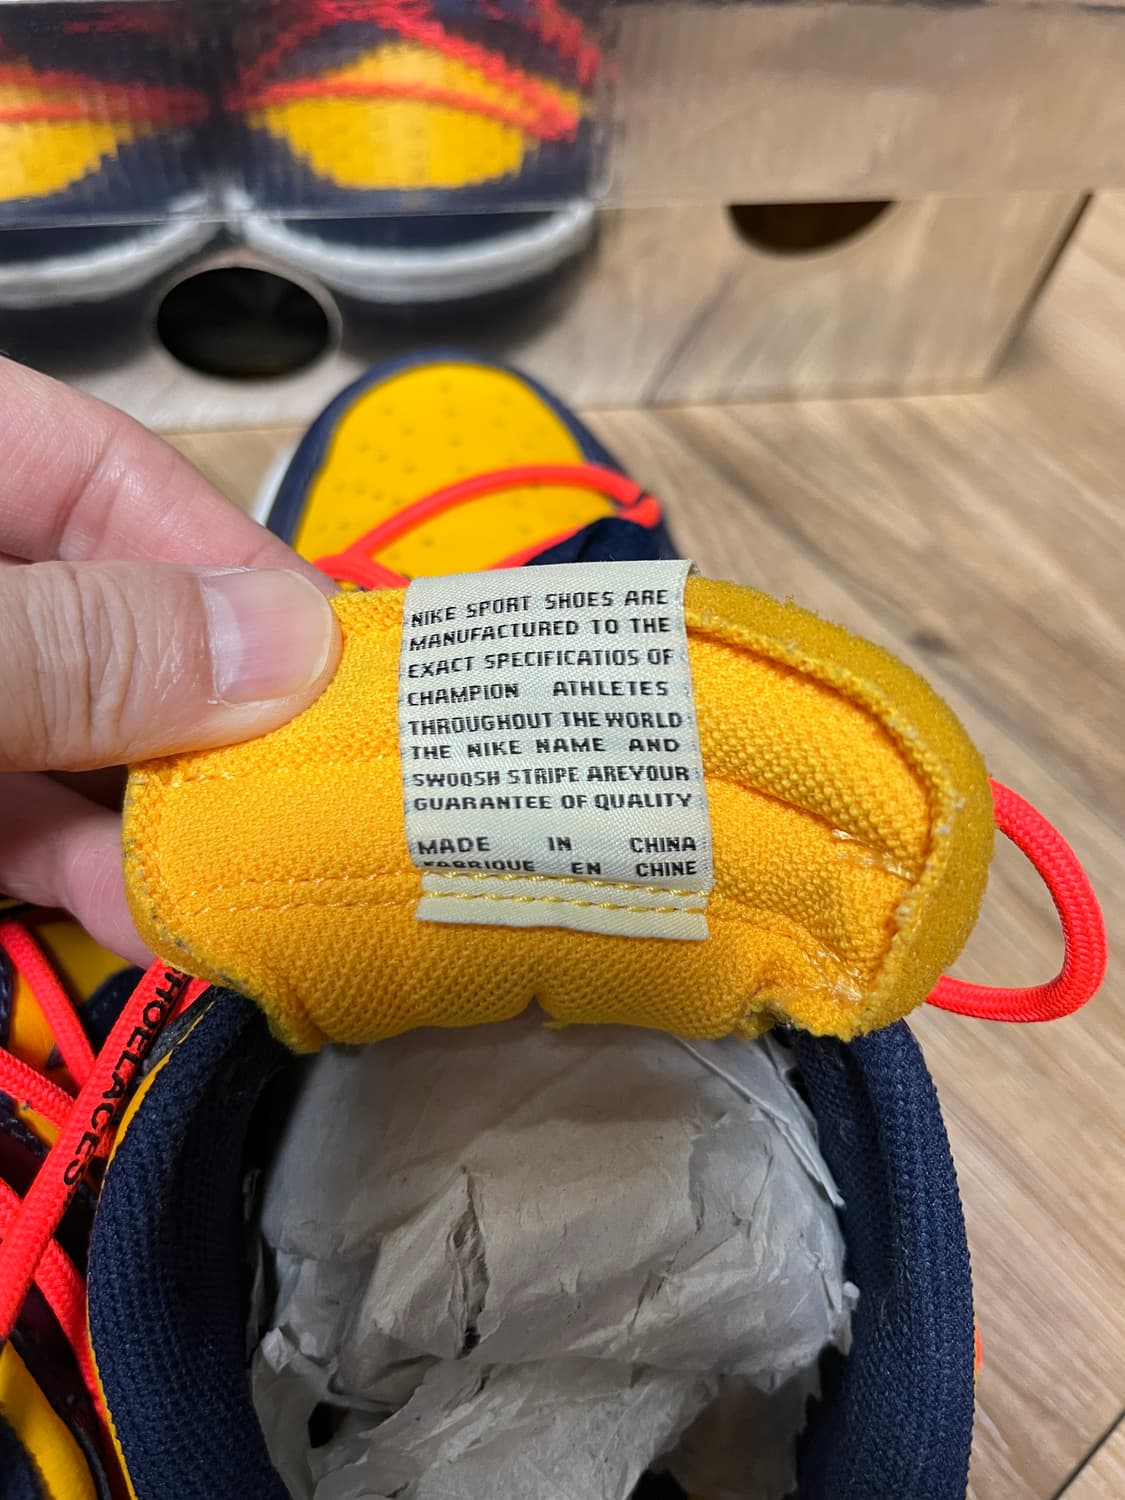 NIKE SPORT SHOES ARE
MANUFACTURED TO THE
EXACT SPECIFICATIOS OF
CHAMPION ATHLETES
THROUGHOUT THE WORLD
THE NIKE NAME AND
SWOOSH STRIPE AREYOUR
GUARANTEE OF QUALITY
MADE IN CHINA
FABRIQUE EN CHINE
"SHOELACES"